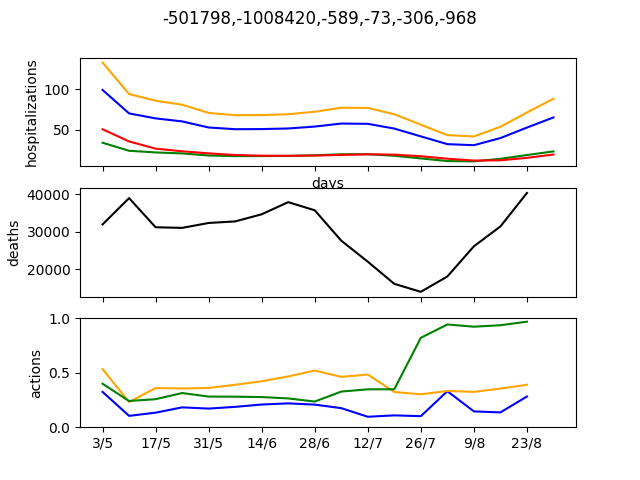 -501798,-1008420,-589,-73,-306,-968
hospitalizations
100
50
days
deaths
40000
30000
20000
actions
1.0
0.5
0.0
3/5 17/5 31/5 14/6 28/6 12/7 26/7 9/8 23/8